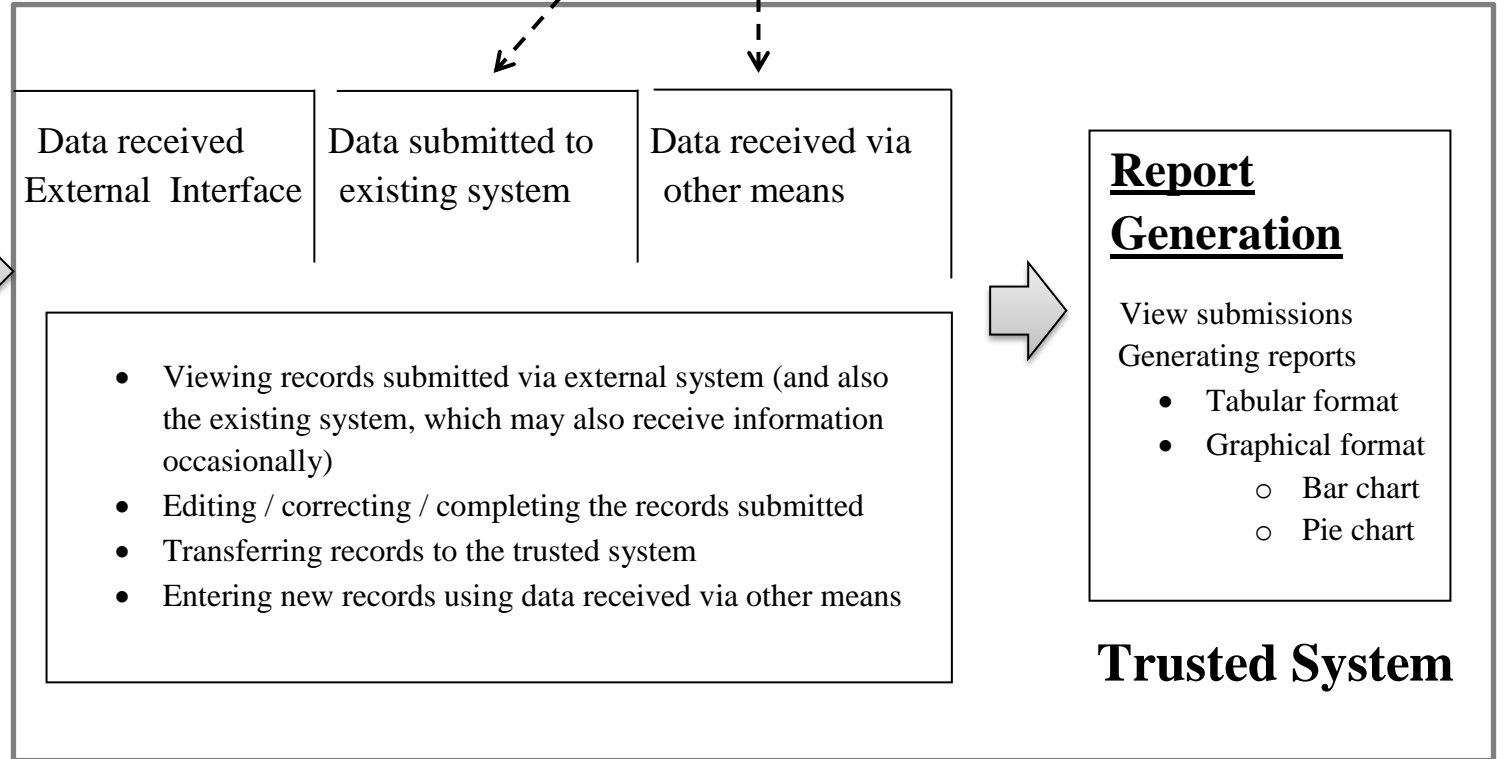 Data received
External Interface
Data submitted to
existing system
Data received via
other means
• Viewing records submitted via external system (and also
the existing system, which may also receive information
occasionally)
• Editing / correcting / completing the records submitted
• Transferring records to the trusted system
• Entering new records using data received via other means
Report
Generation
View submissions
Generating reports
• Tabular format
• Graphical format
o Bar chart
o Pie chart
Trusted System